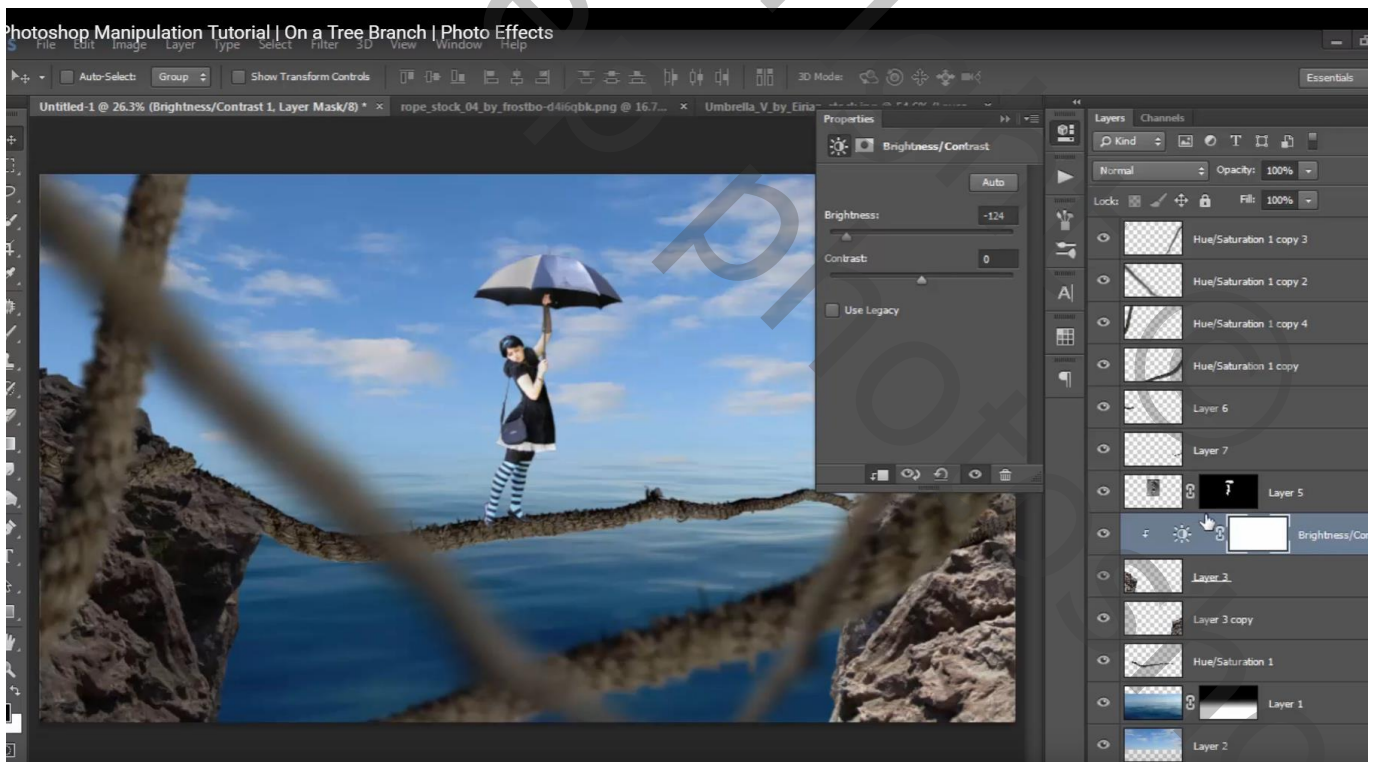 Photoshop Manipulation Tutorial | On a Tree Branch | Photo Effects
File Edit Image Layer Type Select Filter 3D View Window Help
Auto-Select: Group Show Transform Controls 3D Mode: Essentials
Untitled-1 @ 26.3% (Brightness/Contrast 1, Layer Mask/8) * × rope_stock_04_by_frostbo-d4i6qbk.png @ 16.7... ×
Properties
Brightness/Contrast
Auto
Brightness: -124
Contrast: 0
Use Legacy
Layers Channels
Kind
Normal Opacity: 100%
Lock: Fill: 100%
Hue/Saturation 1 copy 3
Hue/Saturation 1 copy 2
Hue/Saturation 1 copy 4
Hue/Saturation 1 copy
Layer 6
Layer 7
Layer 5
Brightness/Cor
Layer 3
Layer 3 copy
Hue/Saturation 1
Layer 1
Layer 2